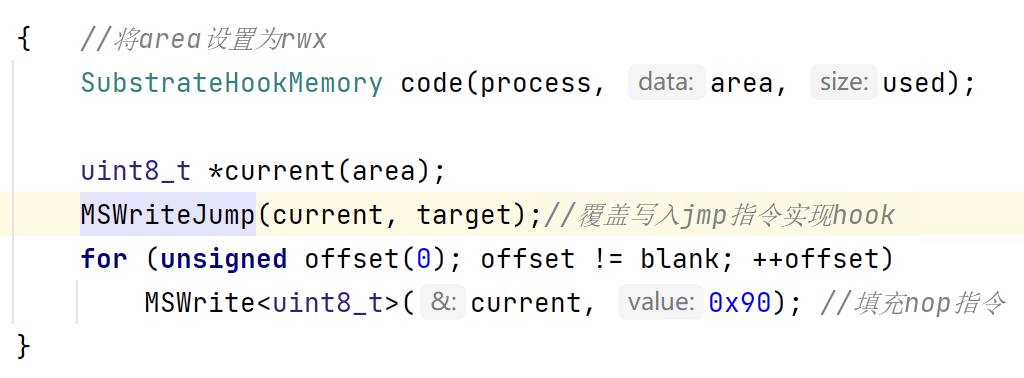 { //将area设置为rwx
SubstrateHookMemory code(process, data: area, size: used);
uint8_t *current(area);
MSWriteJump(current, target);//覆盖写入jmp指令实现hook
for (unsigned offset(0); offset != blank; ++offset)
MSWrite<uint8_t>( &: current, value: 0x90); //填充nop指令
}